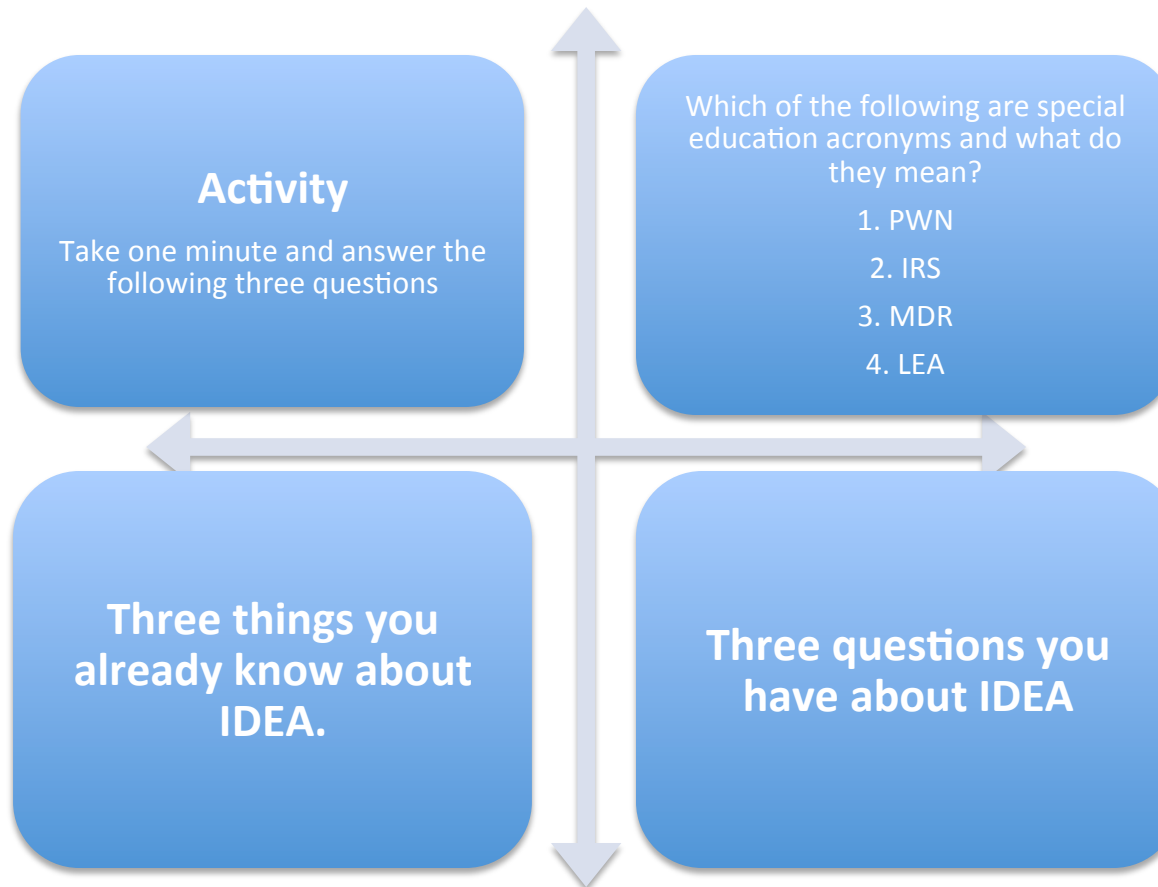 Activity
Take one minute and answer the
following three questions
Which of the following are special
education acronyms and what do
they mean?
1. PWN
2. IRS
3. MDR
4. LEA
Three things you
already know about
IDEA.
Three questions you
have about IDEA